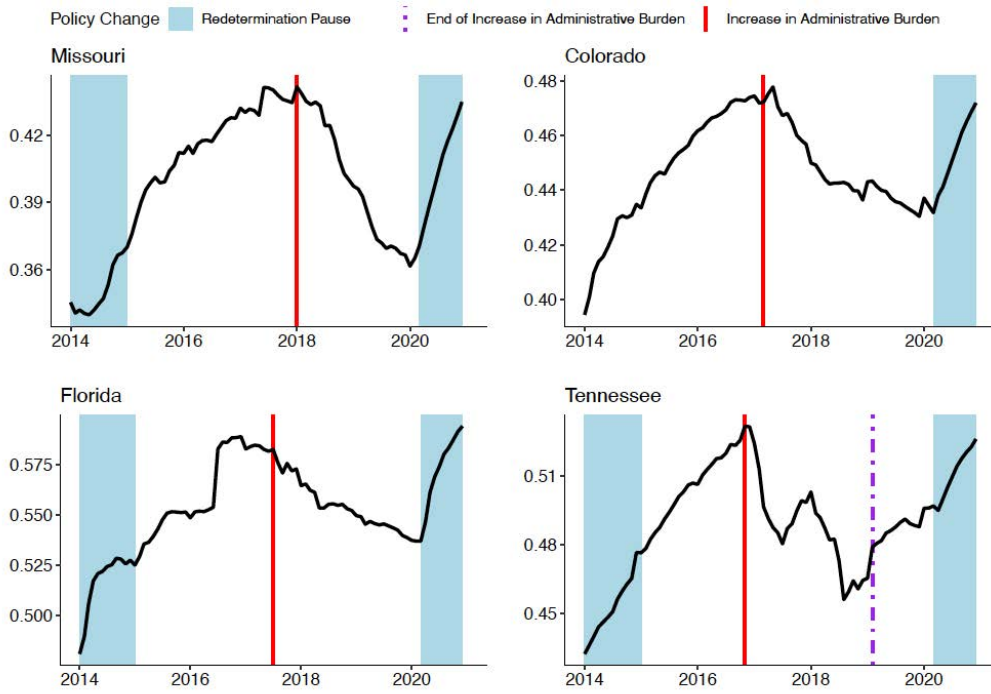 Policy Change Redetermination Pause End of Increase in Administrative Burden Increase in Administrative Burden
Missouri
0.42
0.39
0.36
2014 2016 2018 2020
Colorado
0.48
0.46
0.44
0.42
0.40
2014 2016 2018 2020
Florida
0.575
0.550
0.525
0.500
2014 2016 2018 2020
Tennessee
0.51
0.48
0.45
2014 2016 2018 2020